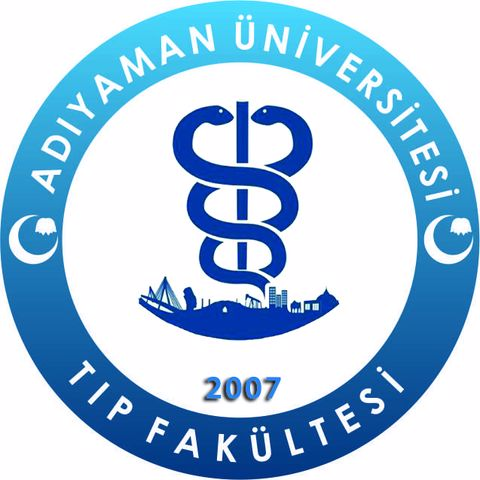 ADIYAMAN ÜNİVERSİTESİ
2007
TIP FAKÜLTESİ